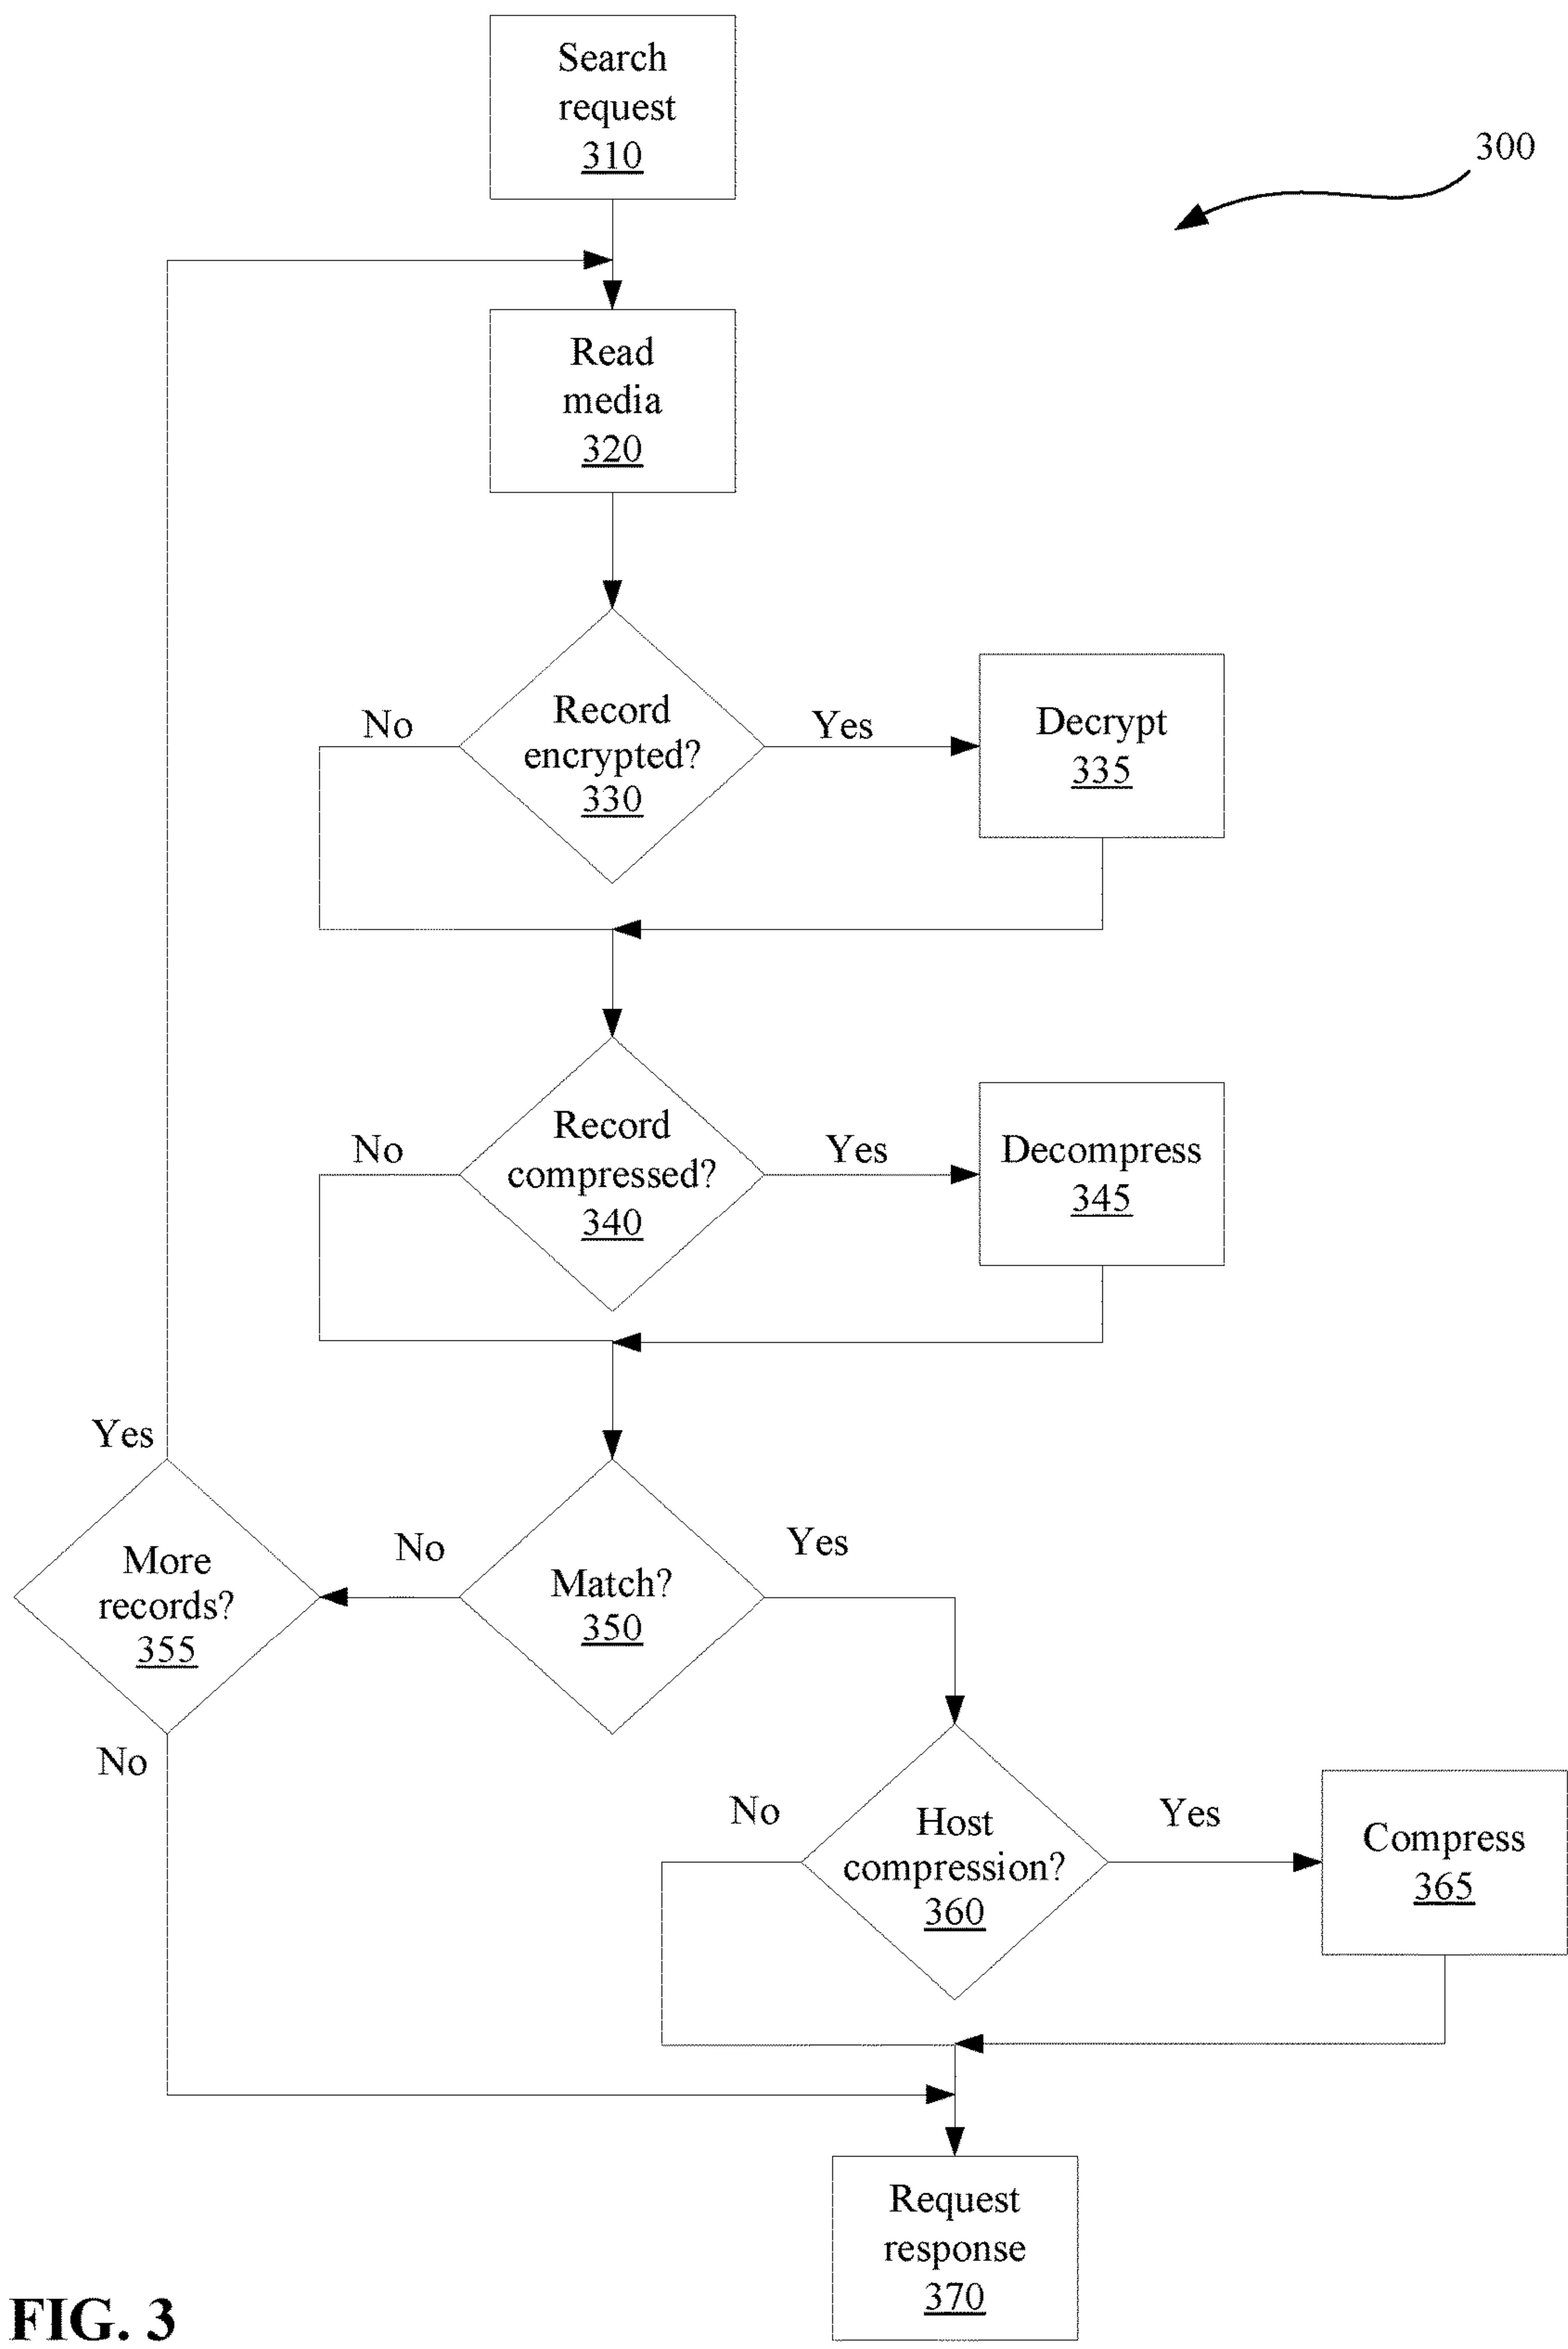 Search
request
310
300
Read
media
320
No
Record
encrypted?
330
Yes
Decrypt
335
No
Record
compressed?
340
Yes
Decompress
345
Yes
More
records?
355
No
No
Match?
350
Yes
No
Host
compression?
360
Yes
Compress
365
Request
response
370
FIG. 3